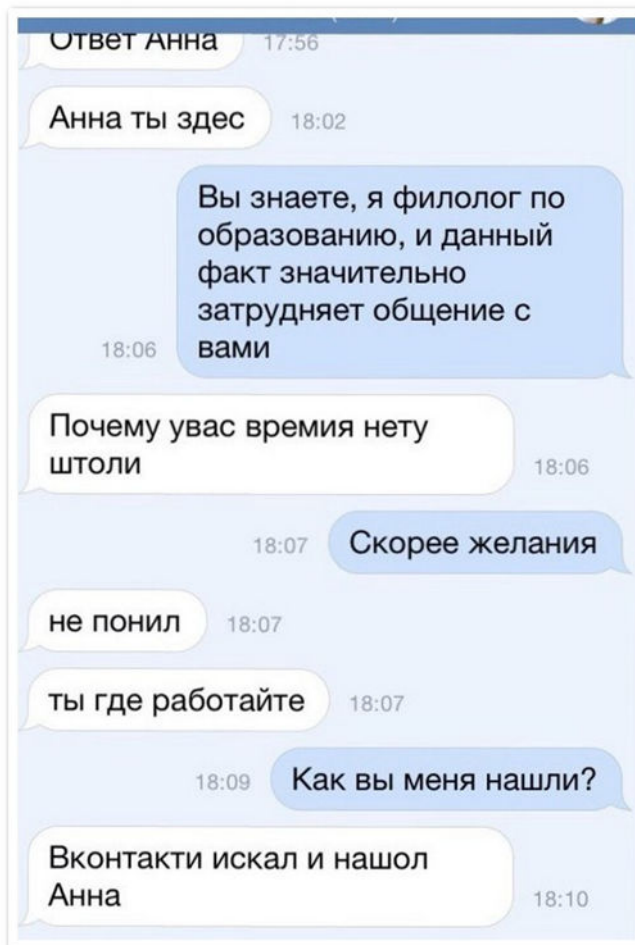 Ответ Анна 17:56
Анна ты здес 18:02
Вы знаете, я филолог по
образованию, и данный
факт значительно
затрудняет общение с
18:06 вами
Почему увас времия нету
штоли 18:06
18:07 Скорее желания
не понил 18:07
ты где работайте 18:07
18:09 Как вы меня нашли?
Вконтакти искал и нашол
Анна 18:10